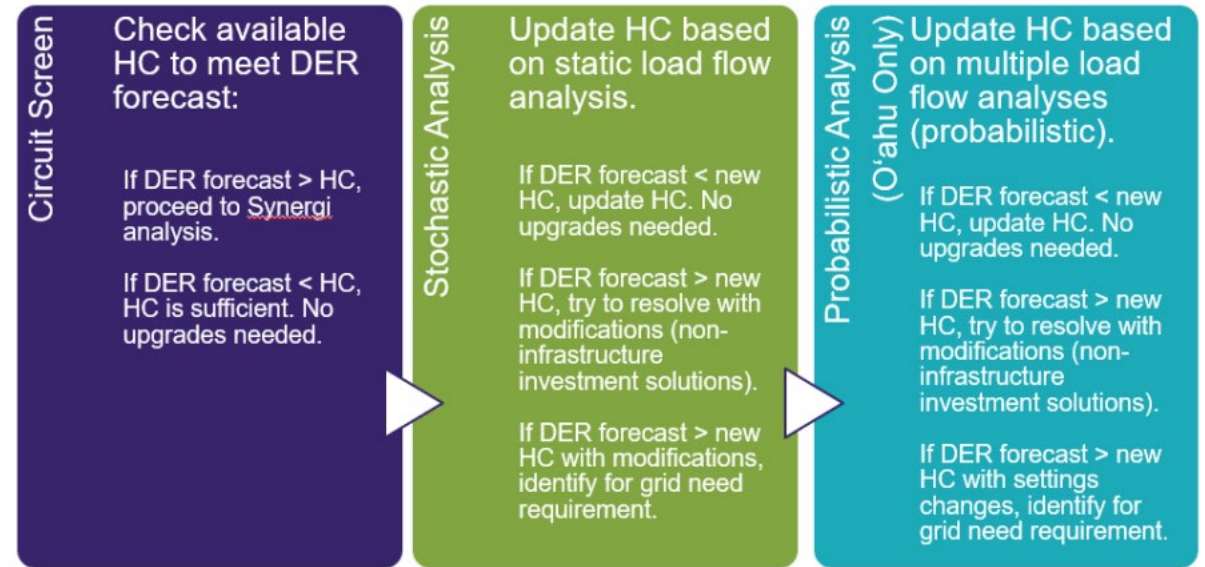 Circuit Screen
Check available
HC to meet DER
forecast:
If DER forecast > HC,
proceed to Synergi
analysis.
If DER forecast < HC,
HC is sufficient. No
upgrades needed.
Stochastic Analysis
Update HC based
on static load flow
analysis.
If DER forecast < new
HC, update HC. No
upgrades needed.
If DER forecast > new
HC, try to resolve with
modifications (non-
infrastructure
investment solutions).
If DER forecast > new
HC with modifications,
identify for grid need
requirement.
Probabilistic Analysis
(Oʻahu Only)
Update HC based
on multiple load
flow analyses
(probabilistic).
If DER forecast < new
HC, update HC. No
upgrades needed.
If DER forecast > new
HC, try to resolve with
modifications (non-
infrastructure
investment solutions).
If DER forecast > new
HC with settings
changes, identify for
grid need requirement.